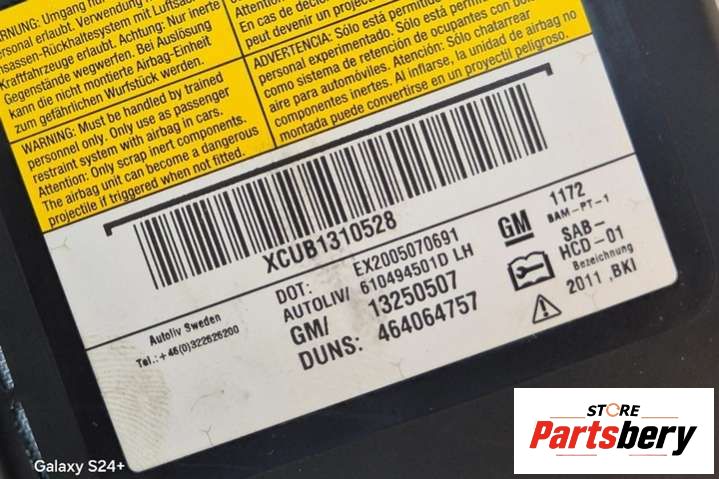 WARNUNG: Umgang nur
personal erlaubt. Verwendung nur als
Insassen-Rückhaltesystem mit Luftsack
Kraftfahrzeuge erlaubt. Achtung: Nur inerte
Gegenstände wegwerfen. Bei Auslösung
kann die nicht montierte Airbag-Einheit
zum gefährlichen Wurfstück werden.
En cas de
peut devenir un projectile
ADVERTENCIA: Sólo está permitido
personal experimentado. Sólo está permitido
como sistema de retención de ocupantes con
aire para automóviles. Atención: Sólo chatarrear
componentes inertes. Al inflarse, la unidad de airbag no
montada puede convertirse en un proyectil peligroso.
WARNING: Must be handled by trained
personnel only. Only use as passenger
restraint system with airbag in cars.
Attention: Only scrap inert components.
The airbag unit can become a dangerous
projectile if triggered when not fitted.
XCUB1310528
Autoliv Sweden
Tel.:+46(0)322626200
DOT: EX2005070691
AUTOLIV/ 610494501D LH
GM/ 13250507
DUNS: 464064757
GM
1172
BAM-PT-1
SAB-
HCD-01
Bezeichnung
2011 ,BKI
STORE
Partsbery
Galaxy S24+